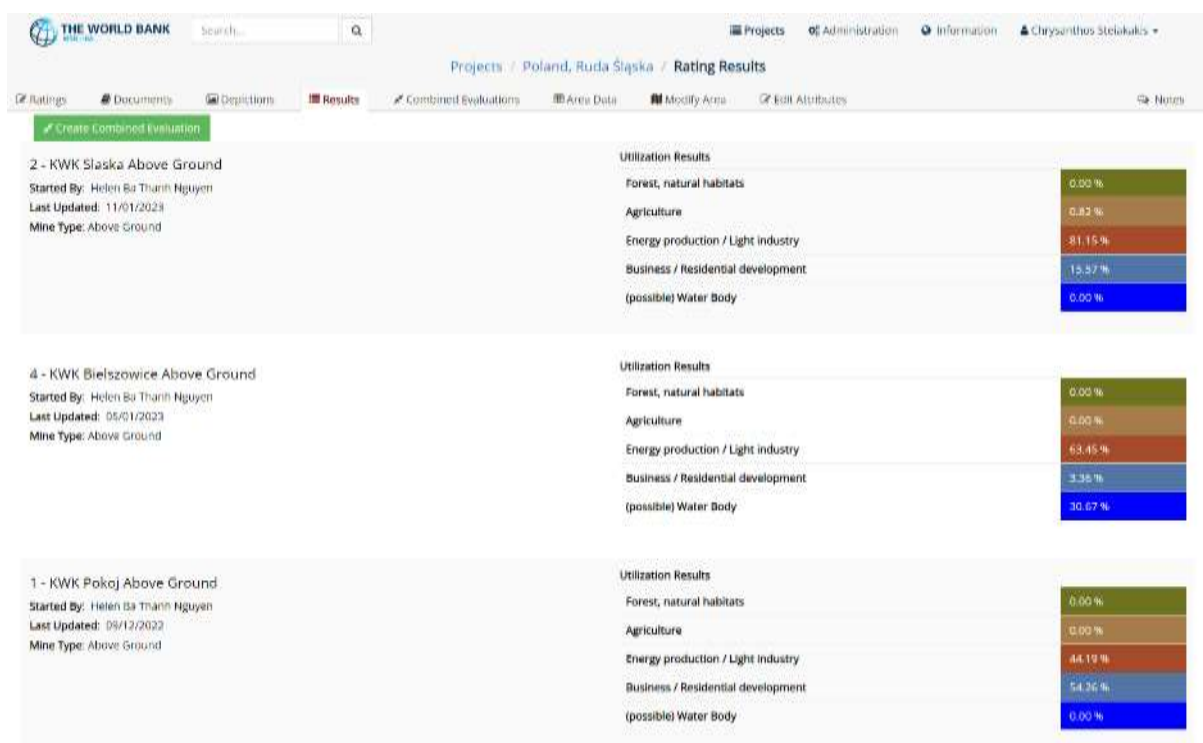 THE WORLD BANK
Search...
Projects Administration Information Chrysanthos Stelakakis
Projects / Poland, Ruda Śląska / Rating Results
Ratings Documents Depictions Results Combined Evaluations Area Data Modify Area Edit Attributes Notes
Create Combined Evaluation
2 - KWK Slaska Above Ground
Started By: Helen Ba Thanh Nguyen
Last Updated: 11/01/2023
Mine Type: Above Ground
Utilization Results
Forest, natural habitats 0.00 %
Agriculture 0.82 %
Energy production / Light industry 81.15 %
Business / Residential development 15.57 %
(possible) Water Body 0.00 %
4 - KWK Bielszowice Above Ground
Started By: Helen Ba Thanh Nguyen
Last Updated: 05/01/2023
Mine Type: Above Ground
Utilization Results
Forest, natural habitats 0.00 %
Agriculture 0.00 %
Energy production / Light industry 63.45 %
Business / Residential development 3.36 %
(possible) Water Body 30.67 %
1 - KWK Pokoj Above Ground
Started By: Helen Ba Thanh Nguyen
Last Updated: 09/12/2022
Mine Type: Above Ground
Utilization Results
Forest, natural habitats 0.00 %
Agriculture 0.00 %
Energy production / Light industry 44.19 %
Business / Residential development 54.26 %
(possible) Water Body 0.00 %